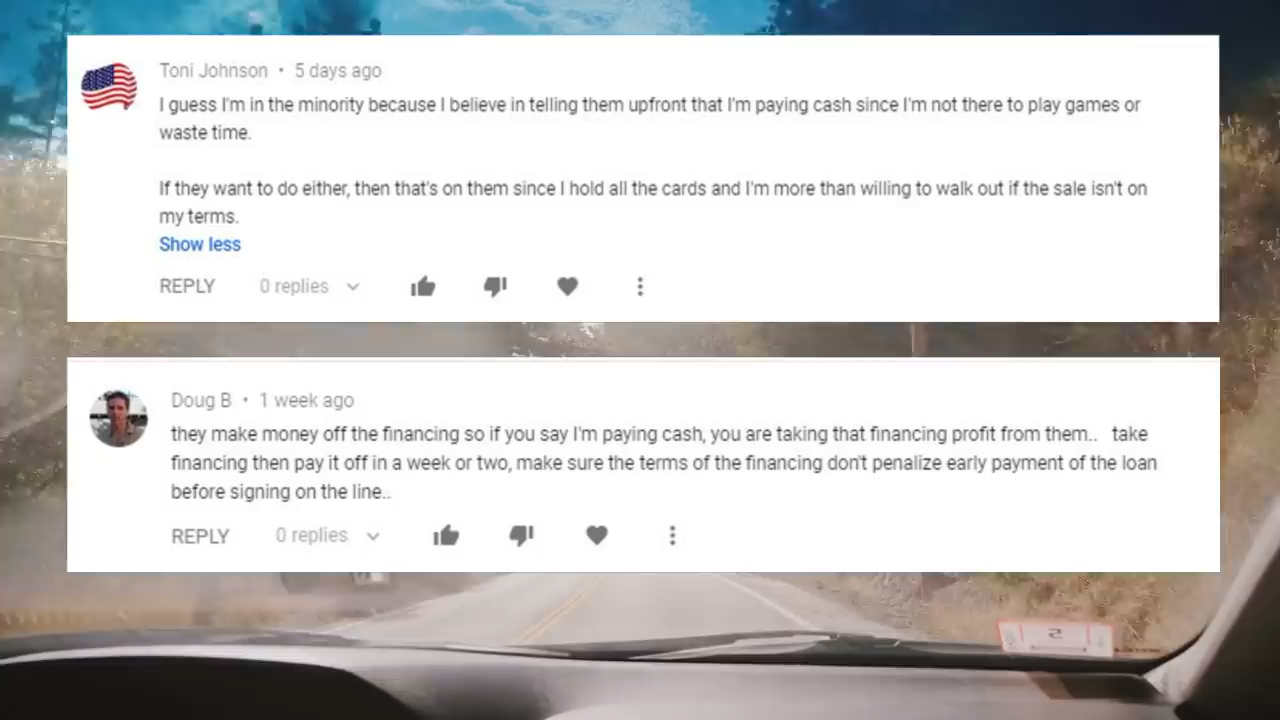 Toni Johnson • 5 days ago
I guess I'm in the minority because I believe in telling them upfront that I'm paying cash since I'm not there to play games or
waste time.
If they want to do either, then that's on them since I hold all the cards and I'm more than willing to walk out if the sale isn't on
my terms.
Show less
REPLY 0 replies
Doug B • 1 week ago
they make money off the financing so if you say I'm paying cash, you are taking that financing profit from them.. take
financing then pay it off in a week or two, make sure the terms of the financing don't penalize early payment of the loan
before signing on the line..
REPLY 0 replies